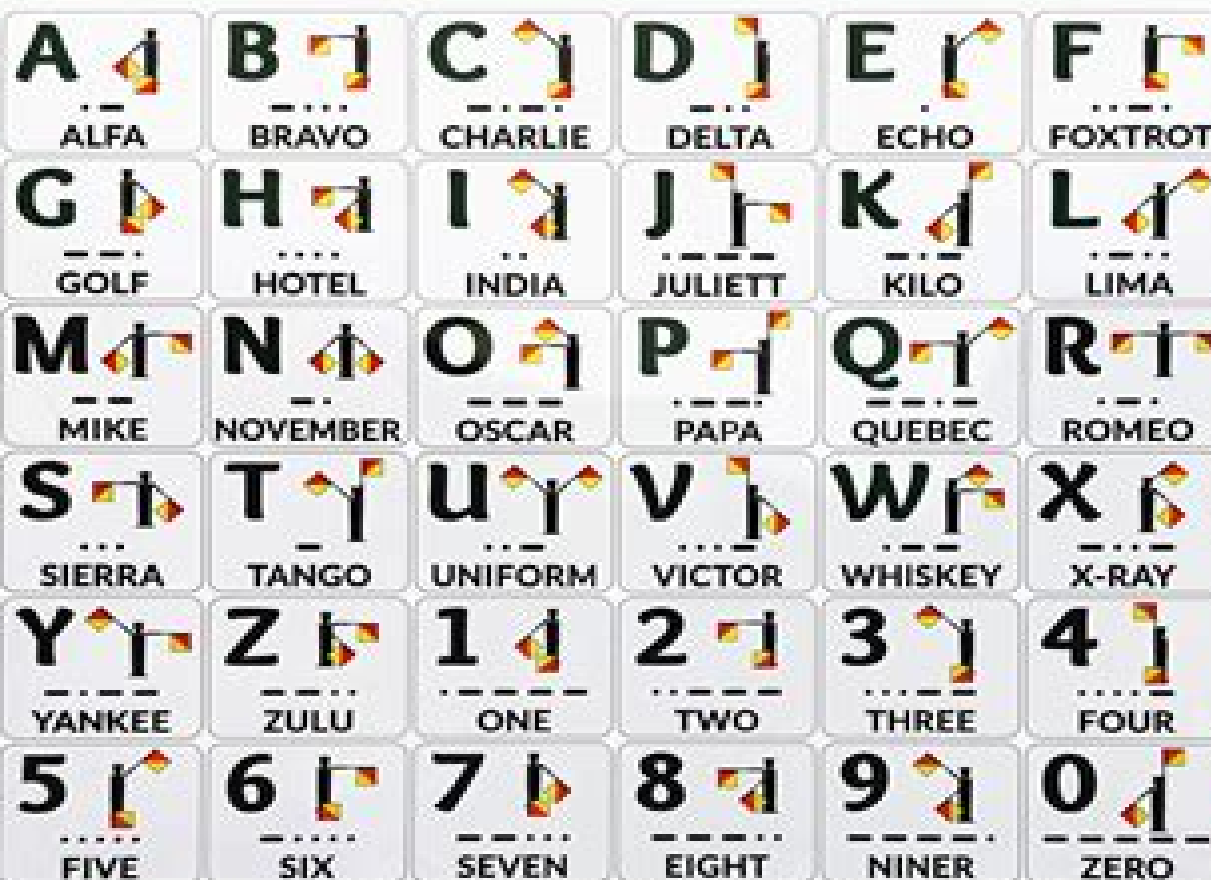 A B C D E F
.- -... -.-. -.. . ..-.
ALFA BRAVO CHARLIE DELTA ECHO FOXTROT
G H I J K L
--. .... .. .--- -.- .-..
GOLF HOTEL INDIA JULIETT KILO LIMA
M N O P Q R
-- -. --- .--. --.- .-.
MIKE NOVEMBER OSCAR PAPA QUEBEC ROMEO
S T U V W X
... - ..- ...- .-- -..-
SIERRA TANGO UNIFORM VICTOR WHISKEY X-RAY
Y Z 1 2 3 4
-.-- --.. .---- ..--- ...-- ....-
YANKEE ZULU ONE TWO THREE FOUR
5 6 7 8 9 0
..... -.... --... ---.. ----. -----
FIVE SIX SEVEN EIGHT NINER ZERO